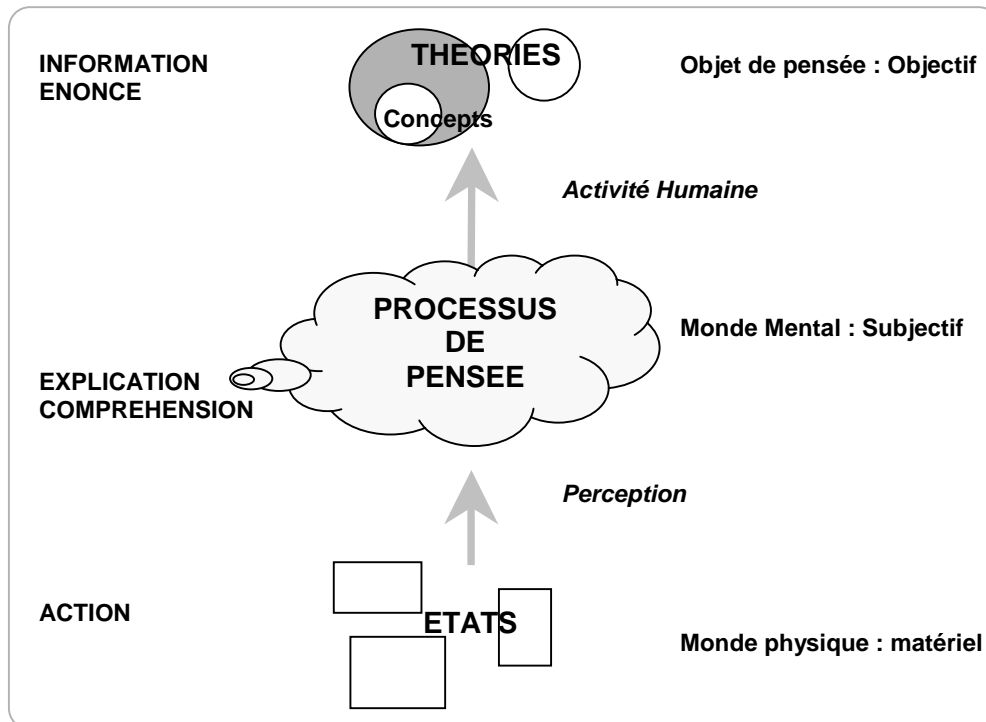 INFORMATION
ENONCE
THEORIES
Concepts
Objet de pensée : Objectif
Activité Humaine
EXPLICATION
COMPREHENSION
PROCESSUS
DE
PENSEE
Monde Mental : Subjectif
Perception
ACTION
ETATS
Monde physique : matériel